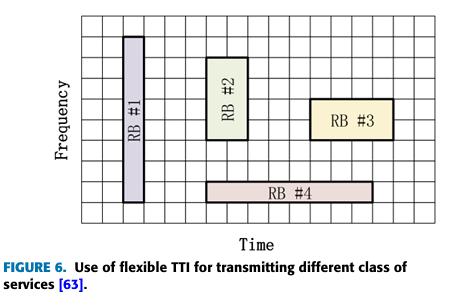 Frequency
RB #1
RB #2
RB #3
RB #4
Time
FIGURE 6. Use of flexible TTI for transmitting different class of
services [63].